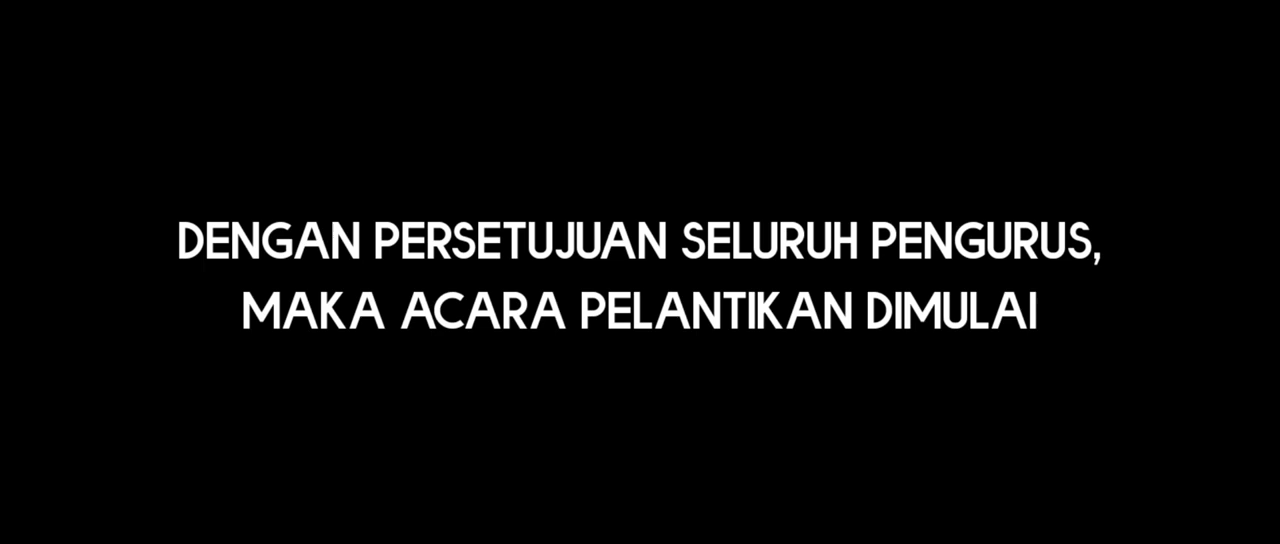 DENGAN PERSETUJUAN SELURUH PENGURUS,
MAKA ACARA PELANTIKAN DIMULAI